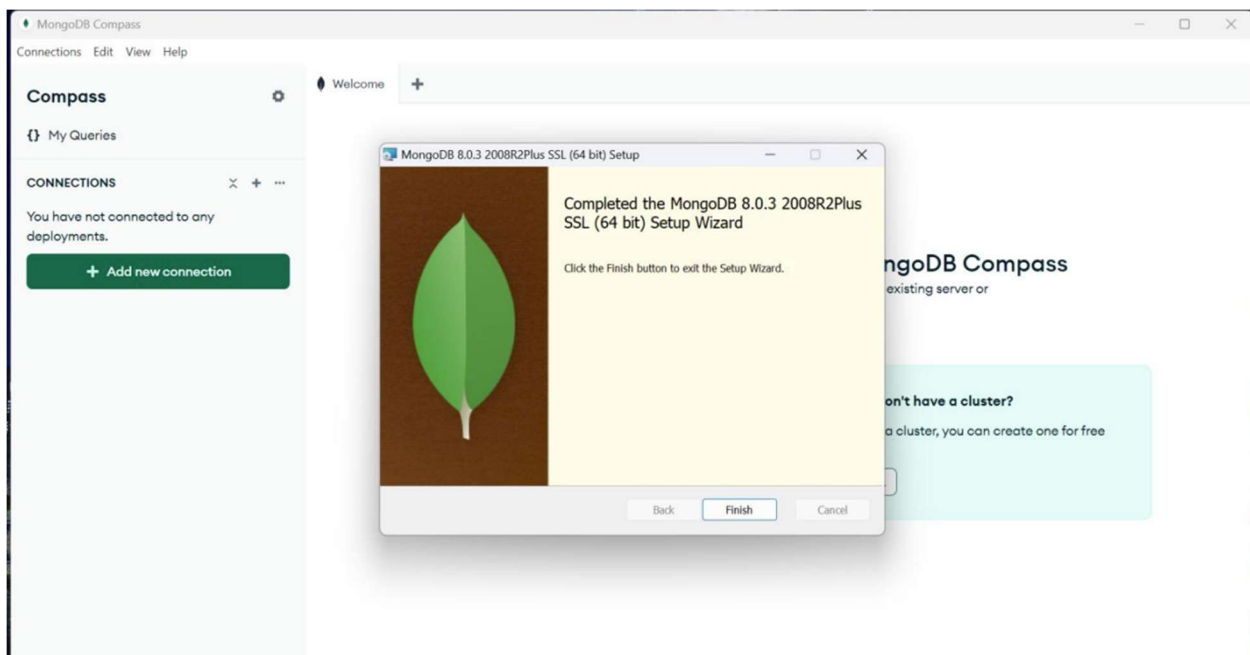 MongoDB Compass
Connections Edit View Help
Compass
{} My Queries
CONNECTIONS
You have not connected to any
deployments.
+ Add new connection
Welcome +
MongoDB 8.0.3 2008R2Plus SSL (64 bit) Setup
Completed the MongoDB 8.0.3 2008R2Plus
SSL (64 bit) Setup Wizard
Click the Finish button to exit the Setup Wizard.
Back Finish Cancel
ngoDB Compass
existing server or
on't have a cluster?
a cluster, you can create one for free